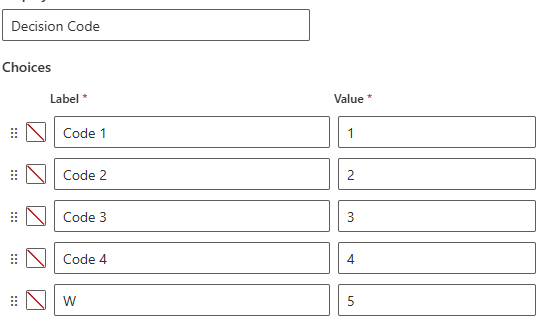 Decision Code
Choices
Label *
Value *
Code 1
1
Code 2
2
Code 3
3
Code 4
4
W
5